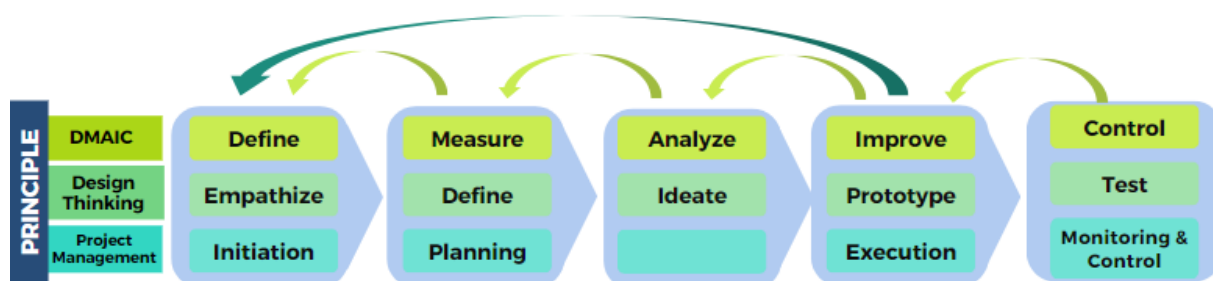 PRINCIPLE
DMAIC
Define
Measure
Analyze
Improve
Control
Design
Thinking
Empathize
Define
Ideate
Prototype
Test
Project
Management
Initiation
Planning
Execution
Monitoring &
Control